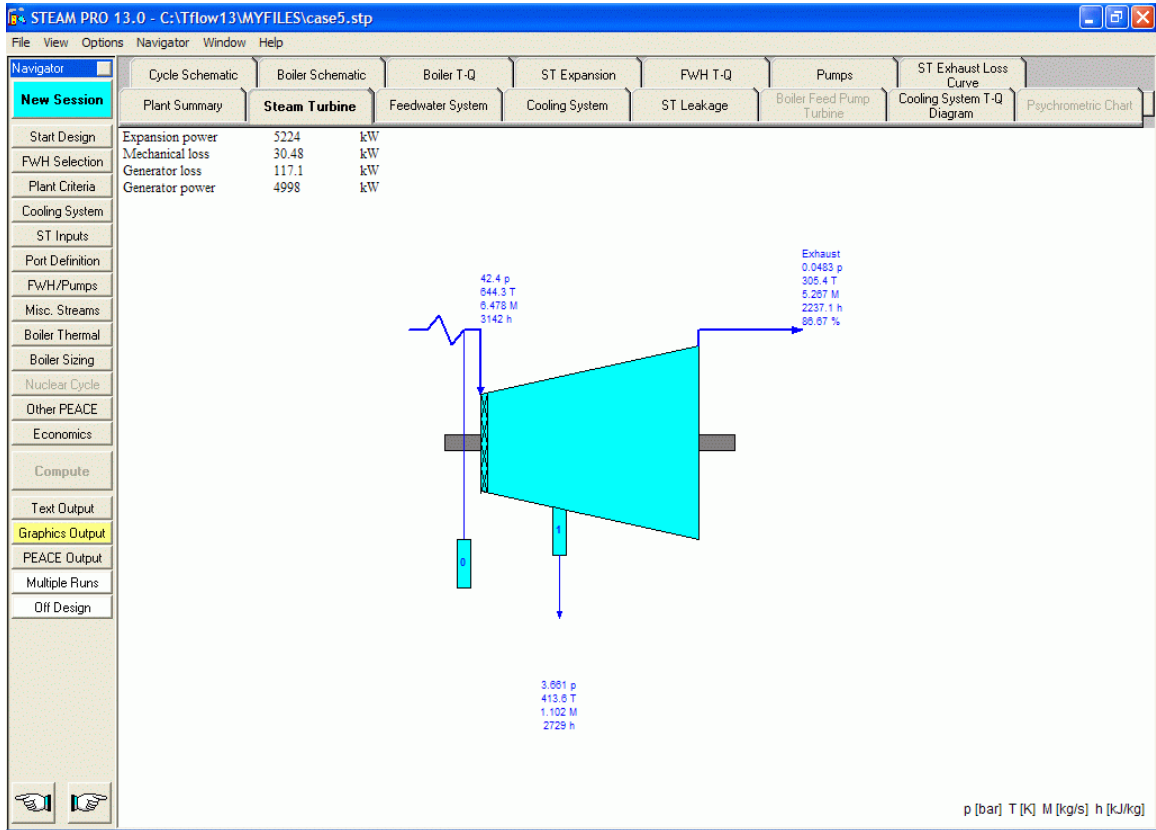 STEAM PRO 13.0 - C:\Tflow13\MYFILES\case5.stp
File View Options Navigator Window Help
Navigator
New Session
Start Design
FWH Selection
Plant Criteria
Cooling System
ST Inputs
Port Definition
FWH/Pumps
Misc. Streams
Boiler Thermal
Boiler Sizing
Nuclear Cycle
Other PEACE
Economics
Compute
Text Output
Graphics Output
PEACE Output
Multiple Runs
Off Design
Cycle Schematic Boiler Schematic Boiler T-Q ST Expansion FWH T-Q Pumps ST Exhaust Loss
Curve
Plant Summary Steam Turbine Feedwater System Cooling System ST Leakage Boiler Feed Pump Cooling System T-Q Psychrometric Chart
Turbine Diagram
Expansion power 5224 kW
Mechanical loss 30.48 kW
Generator loss 117.1 kW
Generator power 4998 kW
42.4 p
644.3 T
6.478 M
3142 h
Exhaust
0.0483 p
305.4 T
5.267 M
2237.1 h
86.67 %
0
1
3.661 p
413.6 T
1.102 M
2729 h
p [bar] T [K] M [kg/s] h [kJ/kg]